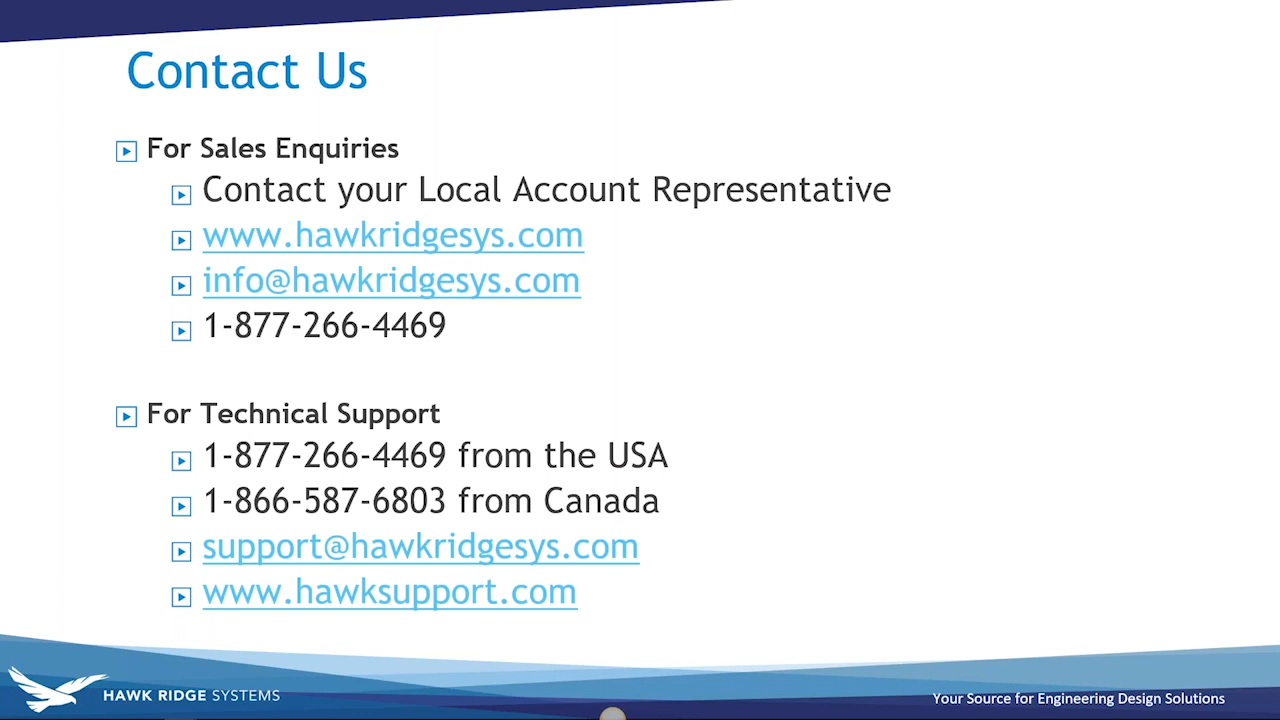 Contact Us
For Sales Enquiries
Contact your Local Account Representative
www.hawkridgesys.com
info@hawkridgesys.com
1-877-266-4469
For Technical Support
1-877-266-4469 from the USA
1-866-587-6803 from Canada
support@hawkridgesys.com
www.hawksupport.com
HAWK RIDGE SYSTEMS
Your Source for Engineering Design Solutions